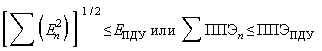 [∑(E_n^2)]^{1/2} ≤ E_ПДУ или ∑ППЭ_n ≤ ППЭ_ПДУ